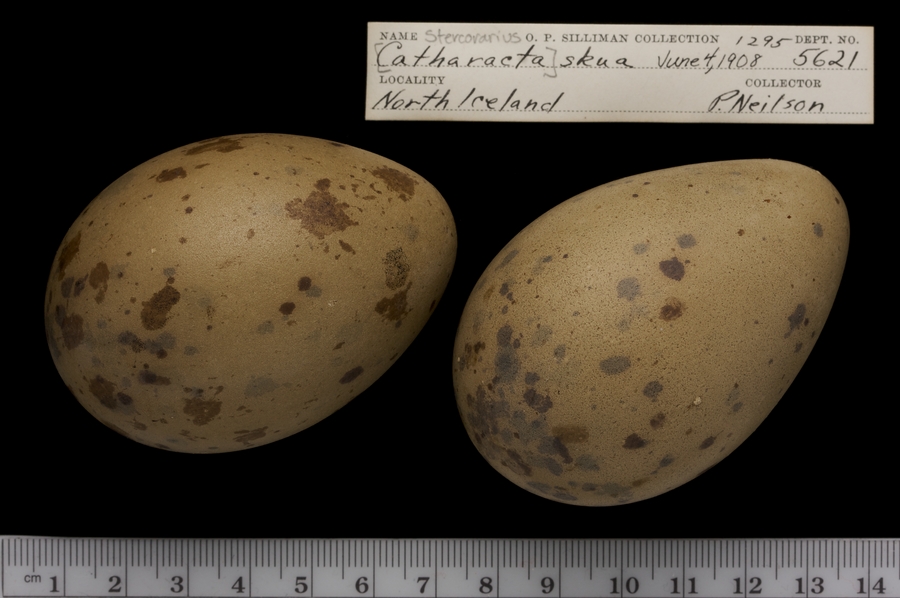 NAME Stercorarius O. P. SILLIMAN COLLECTION 1295 DEPT. NO.
[Catharacta] skua June 4, 1908 5621
LOCALITY COLLECTOR
North Iceland P. Neilson
cm 1 2 3 4 5 6 7 8 9 10 11 12 13 14